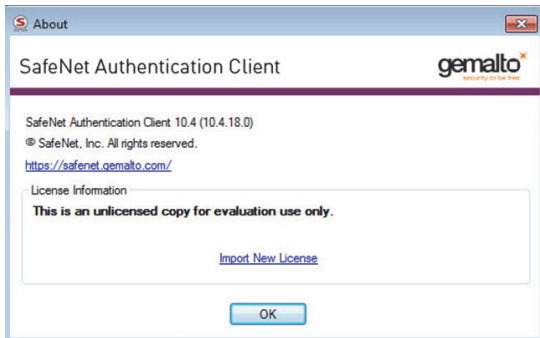 About
SafeNet Authentication Client
gemalto
security to be free
SafeNet Authentication Client 10.4 (10.4.18.0)
© SafeNet, Inc. All rights reserved.
https://safenet.gemalto.com/
License Information
This is an unlicensed copy for evaluation use only.
Import New License
OK